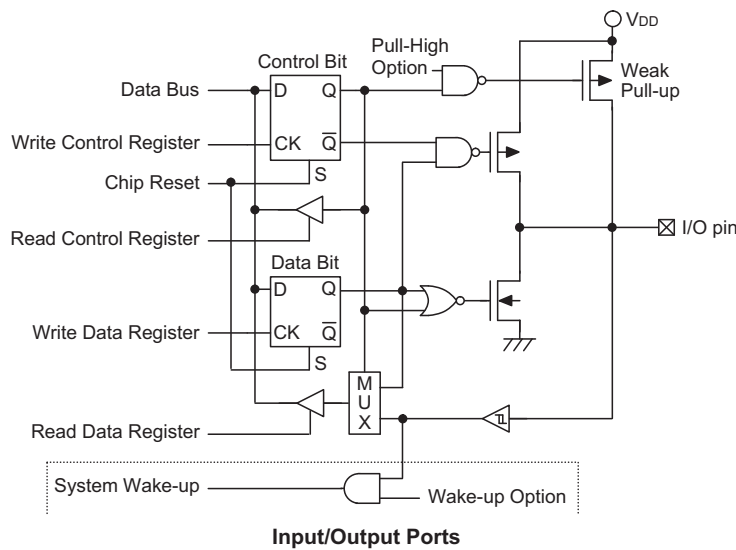 VDD
Control Bit
Pull-High
Option
Weak
Pull-up
Data Bus
D
Q
Write Control Register
CK
Q
Chip Reset
S
Read Control Register
I/O pin
Data Bit
D
Q
Write Data Register
CK
Q
S
M
U
X
Read Data Register
System Wake-up
Wake-up Option
Input/Output Ports